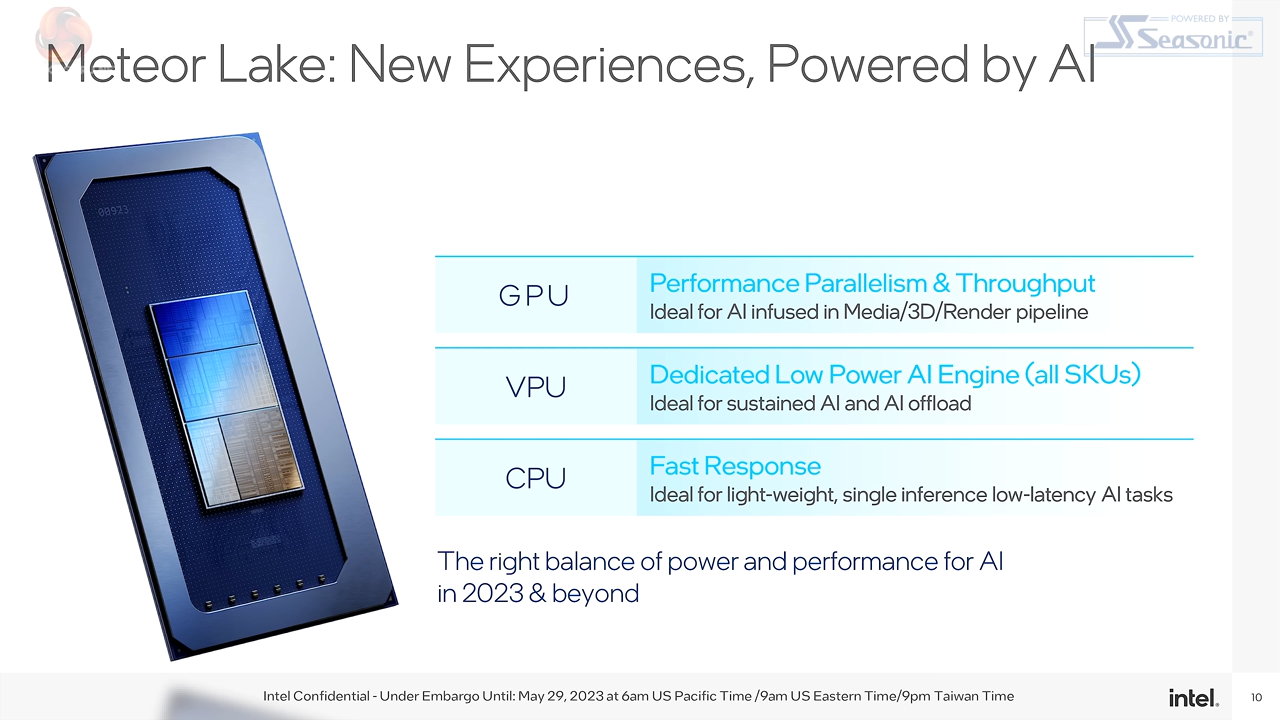 POWERED BY
Seasonic
Meteor Lake: New Experiences, Powered by AI
00923
GPU
Performance Parallelism & Throughput
Ideal for AI infused in Media/3D/Render pipeline
VPU
Dedicated Low Power AI Engine (all SKUs)
Ideal for sustained AI and AI offload
CPU
Fast Response
Ideal for light-weight, single inference low-latency AI tasks
The right balance of power and performance for AI
in 2023 & beyond
Intel Confidential - Under Embargo Until: May 29, 2023 at 6am US Pacific Time /9am US Eastern Time/9pm Taiwan Time
intel.
10